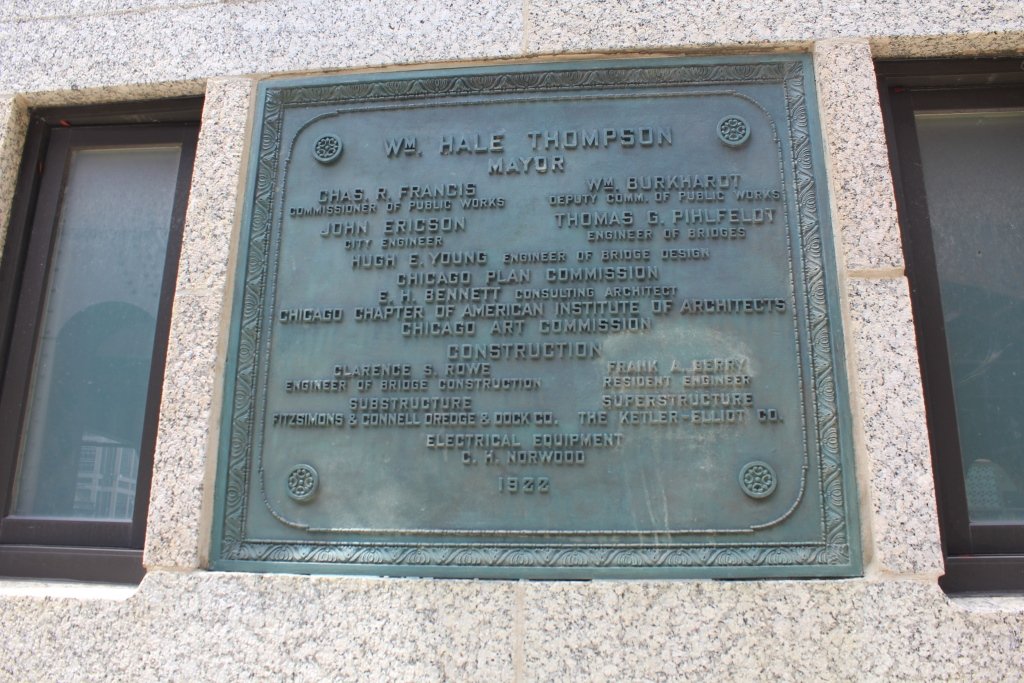 WM. HALE THOMPSON
MAYOR
CHAS. R. FRANCIS
COMMISSIONER OF PUBLIC WORKS
WM. BURKHARDT
DEPUTY COMM. OF PUBLIC WORKS
JOHN ERICSON
CITY ENGINEER
THOMAS G. PIHLFELDT
ENGINEER OF BRIDGES
HUGH E. YOUNG ENGINEER OF BRIDGE DESIGN
CHICAGO PLAN COMMISSION
E. H. BENNETT CONSULTING ARCHITECT
CHICAGO CHAPTER OF AMERICAN INSTITUTE OF ARCHITECTS
CHICAGO ART COMMISSION
CONSTRUCTION
CLARENCE S. ROWE
ENGINEER OF BRIDGE CONSTRUCTION
FRANK A. BERRY
RESIDENT ENGINEER
SUBSTRUCTURE
FITZSIMONS & CONNELL DREDGE & DOCK CO.
SUPERSTRUCTURE
THE KETLER-ELLIOT CO.
ELECTRICAL EQUIPMENT
C. H. NORWOOD
1922